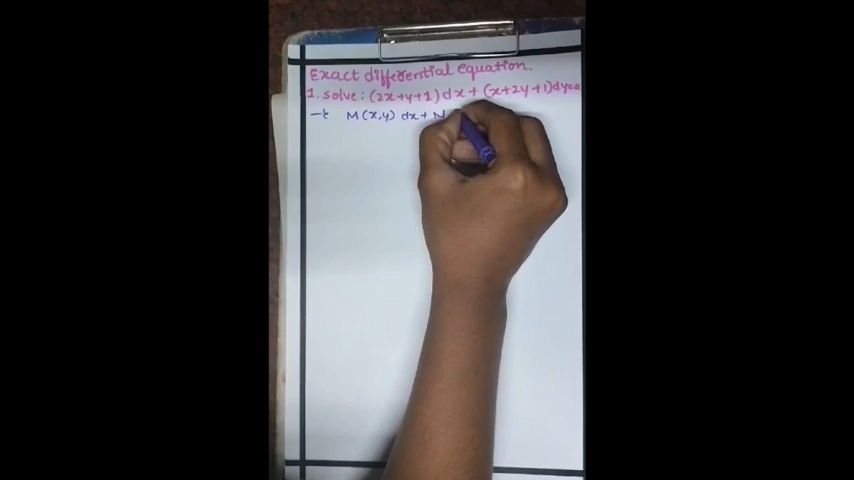 Exact differential equation.
1. solve: (2x+y+1) dx + (x+2y+1)dy=0
→ M(x,y) dx + N